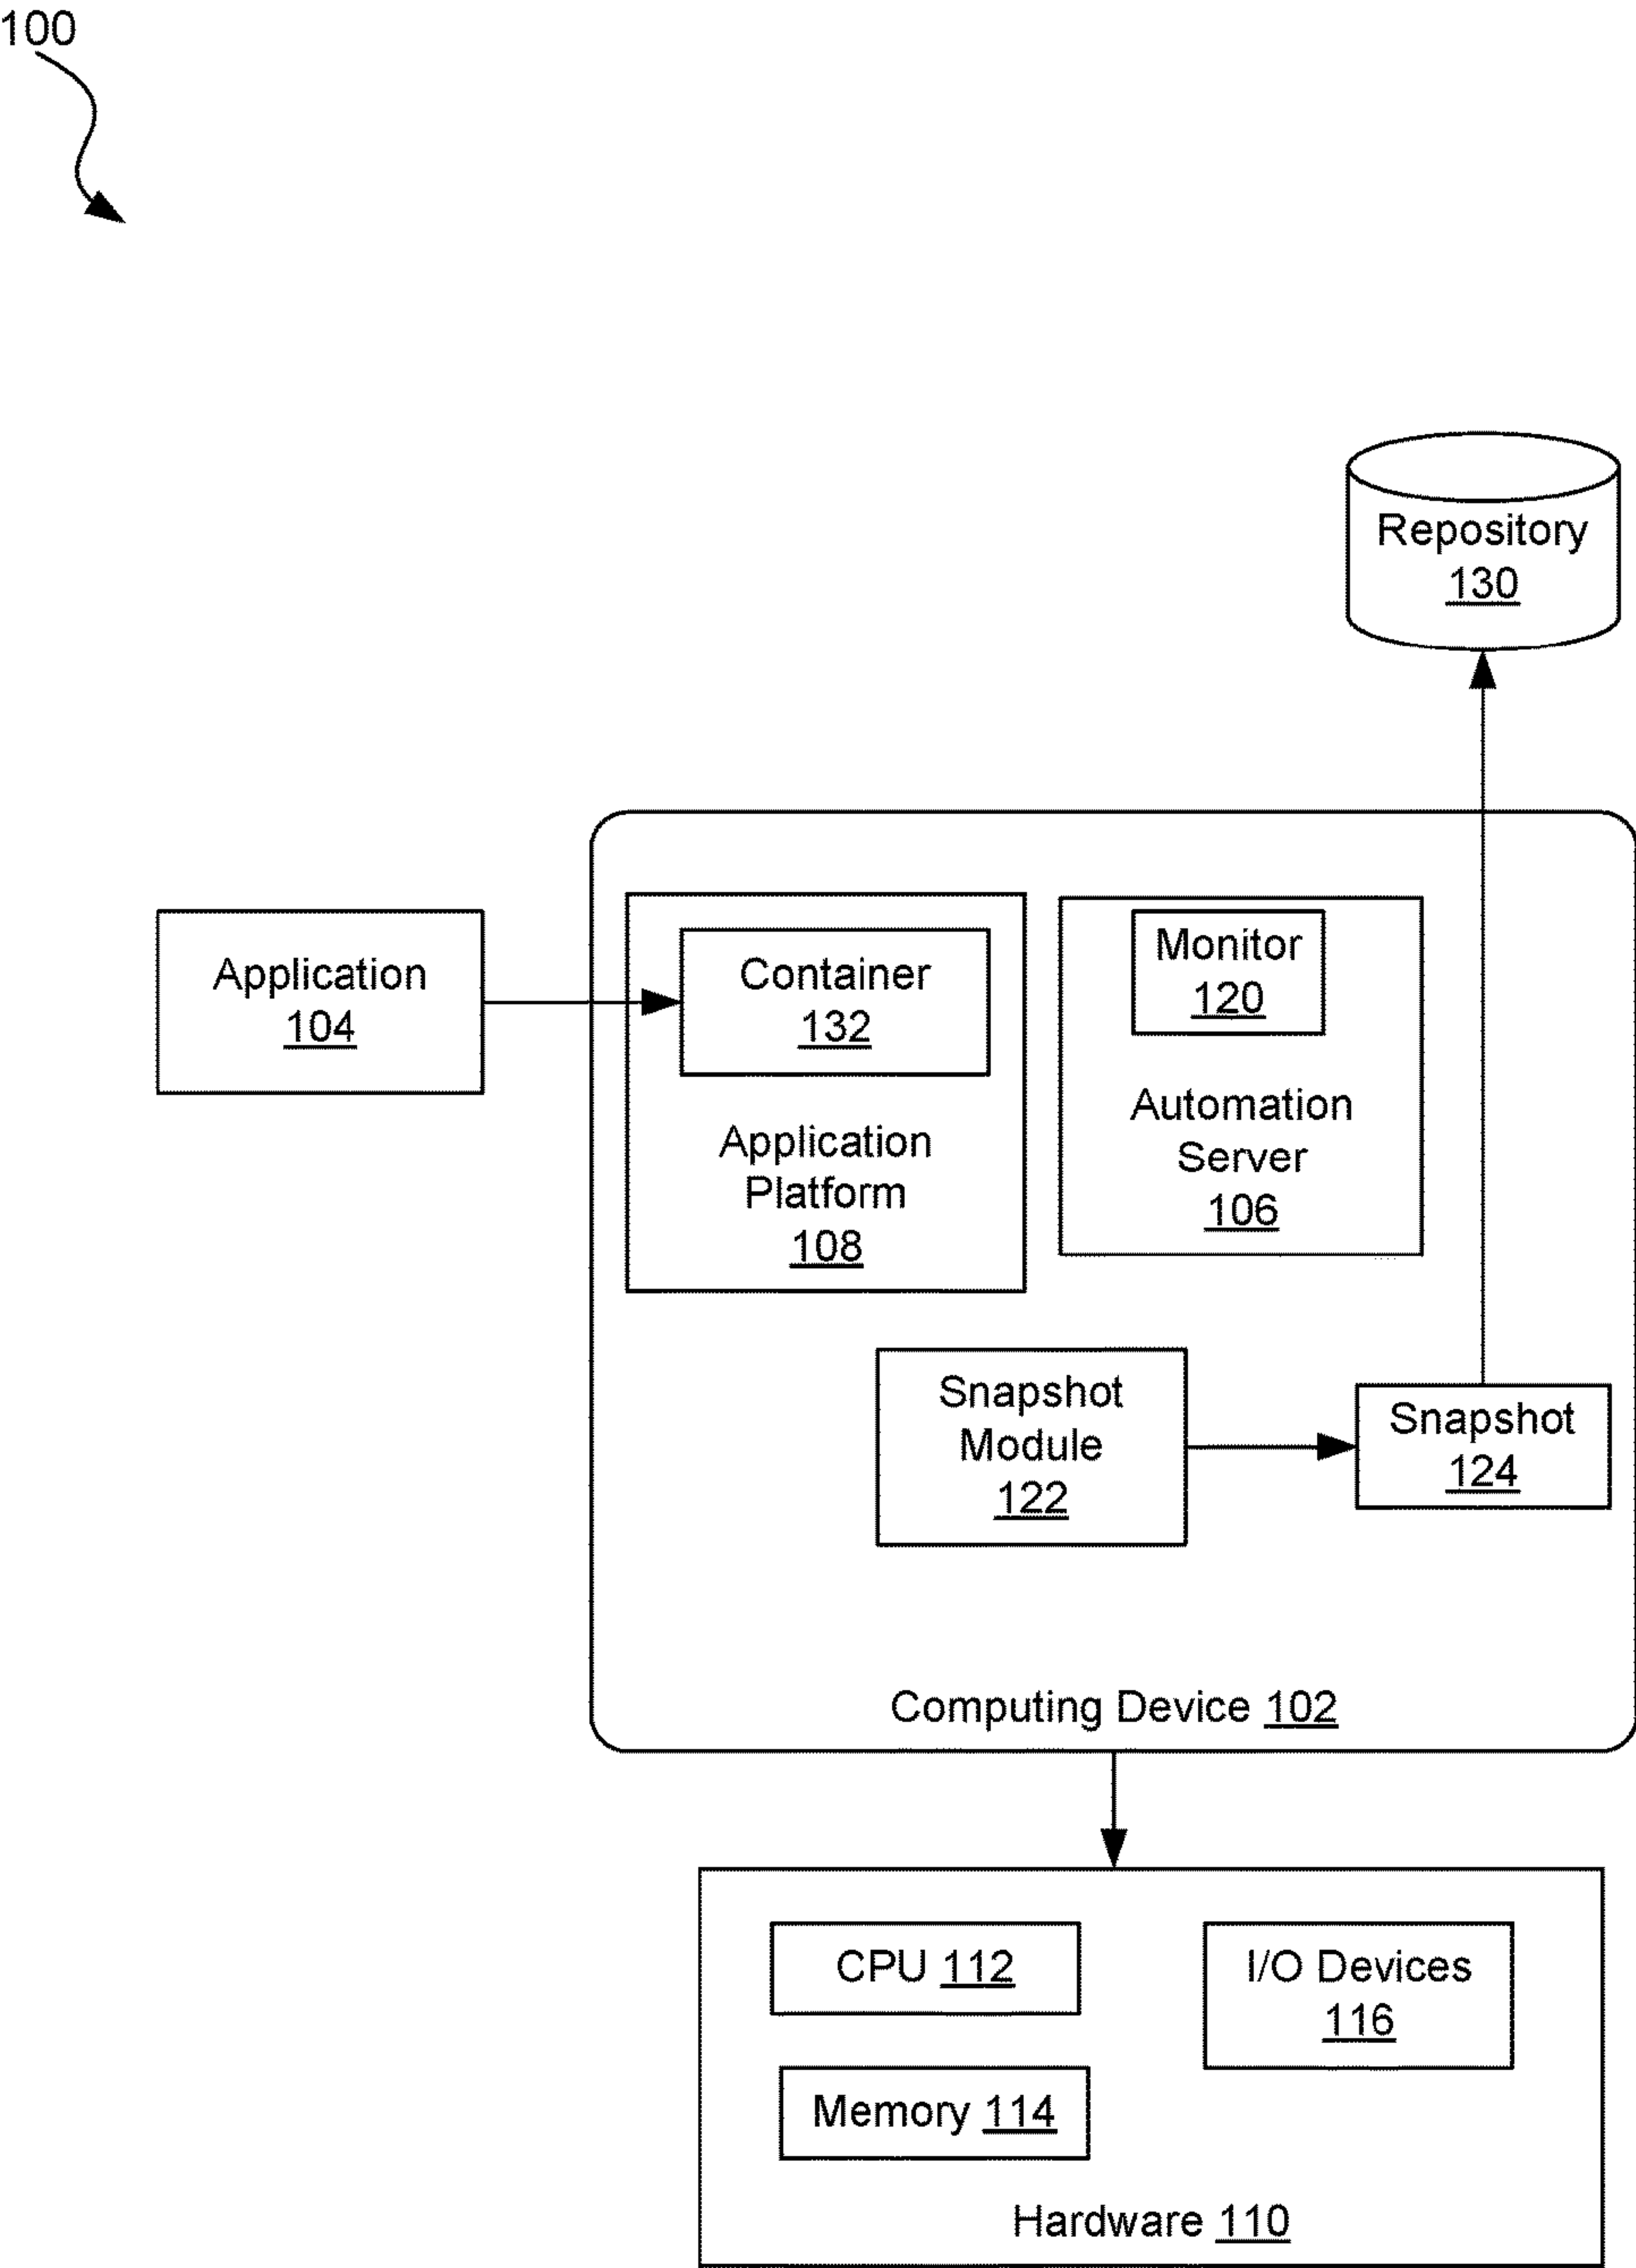 100
Repository
130
Application
104
Container
132
Application
Platform
108
Monitor
120
Automation
Server
106
Snapshot
Module
122
Snapshot
124
Computing Device 102
CPU 112
I/O Devices
116
Memory 114
Hardware 110